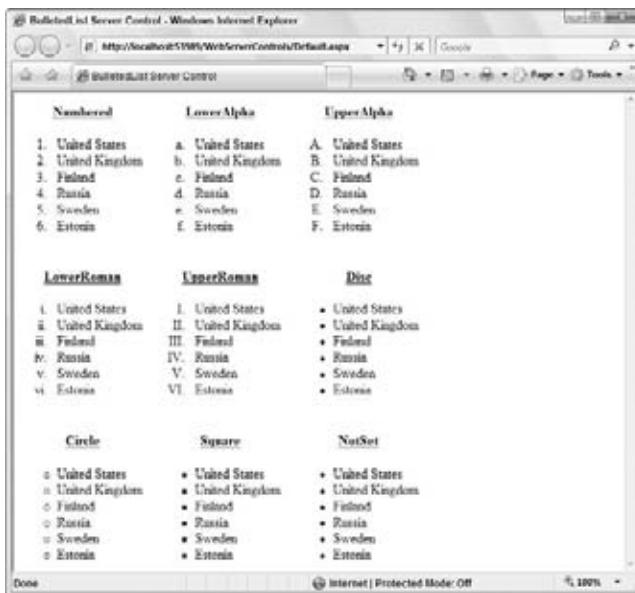 BulletedList Server Control - Windows Internet Explorer
http://localhost:51505/WebServerControls/Default.aspx
Google
BulletedList Server Control
Page
Tools
Numbered
1. United States
2. United Kingdom
3. Finland
4. Russia
5. Sweden
6. Estonia
LowerAlpha
a. United States
b. United Kingdom
c. Finland
d. Russia
e. Sweden
f. Estonia
UpperAlpha
A. United States
B. United Kingdom
C. Finland
D. Russia
E. Sweden
F. Estonia
LowerRoman
i. United States
ii. United Kingdom
iii. Finland
iv. Russia
v. Sweden
vi. Estonia
UpperRoman
I. United States
II. United Kingdom
III. Finland
IV. Russia
V. Sweden
VI. Estonia
Disc
• United States
• United Kingdom
• Finland
• Russia
• Sweden
• Estonia
Circle
○ United States
○ United Kingdom
○ Finland
○ Russia
○ Sweden
○ Estonia
Square
▪ United States
▪ United Kingdom
▪ Finland
▪ Russia
▪ Sweden
▪ Estonia
NotSet
• United States
• United Kingdom
• Finland
• Russia
• Sweden
• Estonia
Done
Internet | Protected Mode: Off
100%